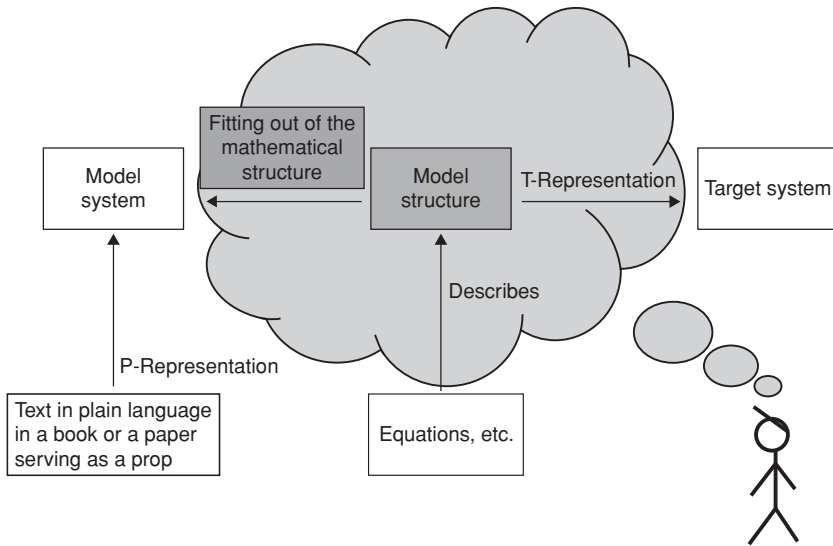 Fitting out of the
mathematical
structure
Model
system
Model
structure
T-Representation
Target system
Describes
P-Representation
Text in plain language
in a book or a paper
serving as a prop
Equations, etc.